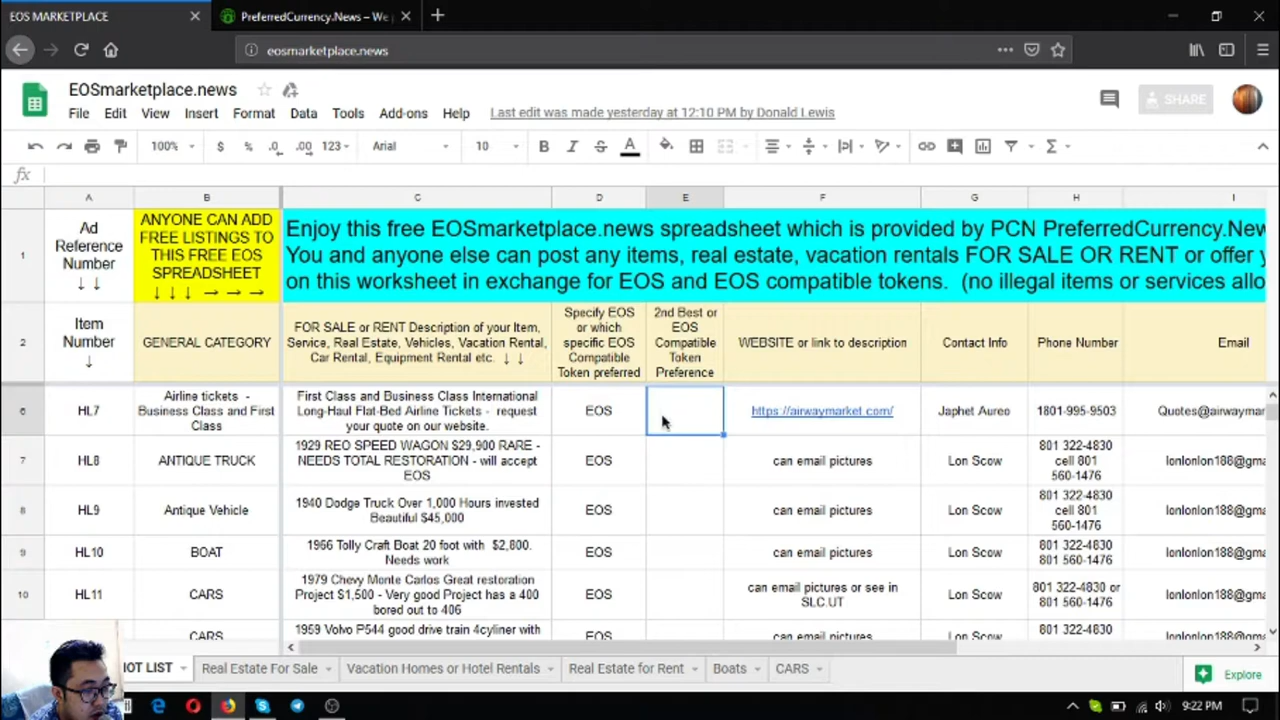 EOS MARKETPLACE
PreferredCurrency.News – We p
eosmarketplace.news
EOSmarketplace.news
File Edit View Insert Format Data Tools Add-ons Help Last edit was made yesterday at 12:10 PM by Donald Lewis
SHARE
100% $ % .0 .00 123 Arial 10 B I S A
fx
A B C D E F G H I
1
Ad
Reference
Number
↓ ↓
ANYONE CAN ADD
FREE LISTINGS TO
THIS FREE EOS
SPREADSHEET
↓ ↓ ↓ → → →
Enjoy this free EOSmarketplace.news spreadsheet which is provided by PCN PreferredCurrency.New
You and anyone else can post any items, real estate, vacation rentals FOR SALE OR RENT or offer y
on this worksheet in exchange for EOS and EOS compatible tokens. (no illegal items or services allo
2
Item
Number
↓
GENERAL CATEGORY
FOR SALE or RENT Description of your Item,
Service, Real Estate, Vehicles, Vacation Rental,
Car Rental, Equipment Rental etc. ↓ ↓
Specify EOS
or which
specific EOS
Compatible
Token preferred
2nd Best or
EOS
Compatible
Token
Preference
WEBSITE or link to description
Contact Info
Phone Number
Email
6
HL7
Airline tickets -
Business Class and First
Class
First Class and Business Class International
Long-Haul Flat-Bed Airline Tickets - request
your quote on our website.
EOS
https://airwaymarket.com/
Japhet Aureo
1801-995-9503
Quotes@airwaymar
7
HL8
ANTIQUE TRUCK
1929 REO SPEED WAGON $29,900 RARE -
NEEDS TOTAL RESTORATION - will accept
EOS
EOS
can email pictures
Lon Scow
801 322-4830
cell 801
560-1476
lonlonlon188@gma
8
HL9
Antique Vehicle
1940 Dodge Truck Over 1,000 Hours invested
Beautiful $45,000
EOS
can email pictures
Lon Scow
801 322-4830
cell 801
560-1476
lonlonlon188@gma
9
HL10
BOAT
1966 Tolly Craft Boat 20 foot with $2,800.
Needs work
EOS
can email pictures
Lon Scow
801 322-4830
801 560-1476
lonlonlon188@gma
10
HL11
CARS
1979 Chevy Monte Carlos Great restoration
Project $1,500 - Very good Project has a 400
bored out to 406
EOS
can email pictures or see in
SLC.UT
Lon Scow
801 322-4830 or
801 560-1476
lonlonlon188@gma
CARS
1959 Volvo P544 good drive train 4cyliner with
EOS
can email pictures
Lon Scow
801 322-4830
lonlonlon188@gma
HOT LIST Real Estate For Sale Vacation Homes or Hotel Rentals Real Estate for Rent Boats CARS Explore
9:22 PM